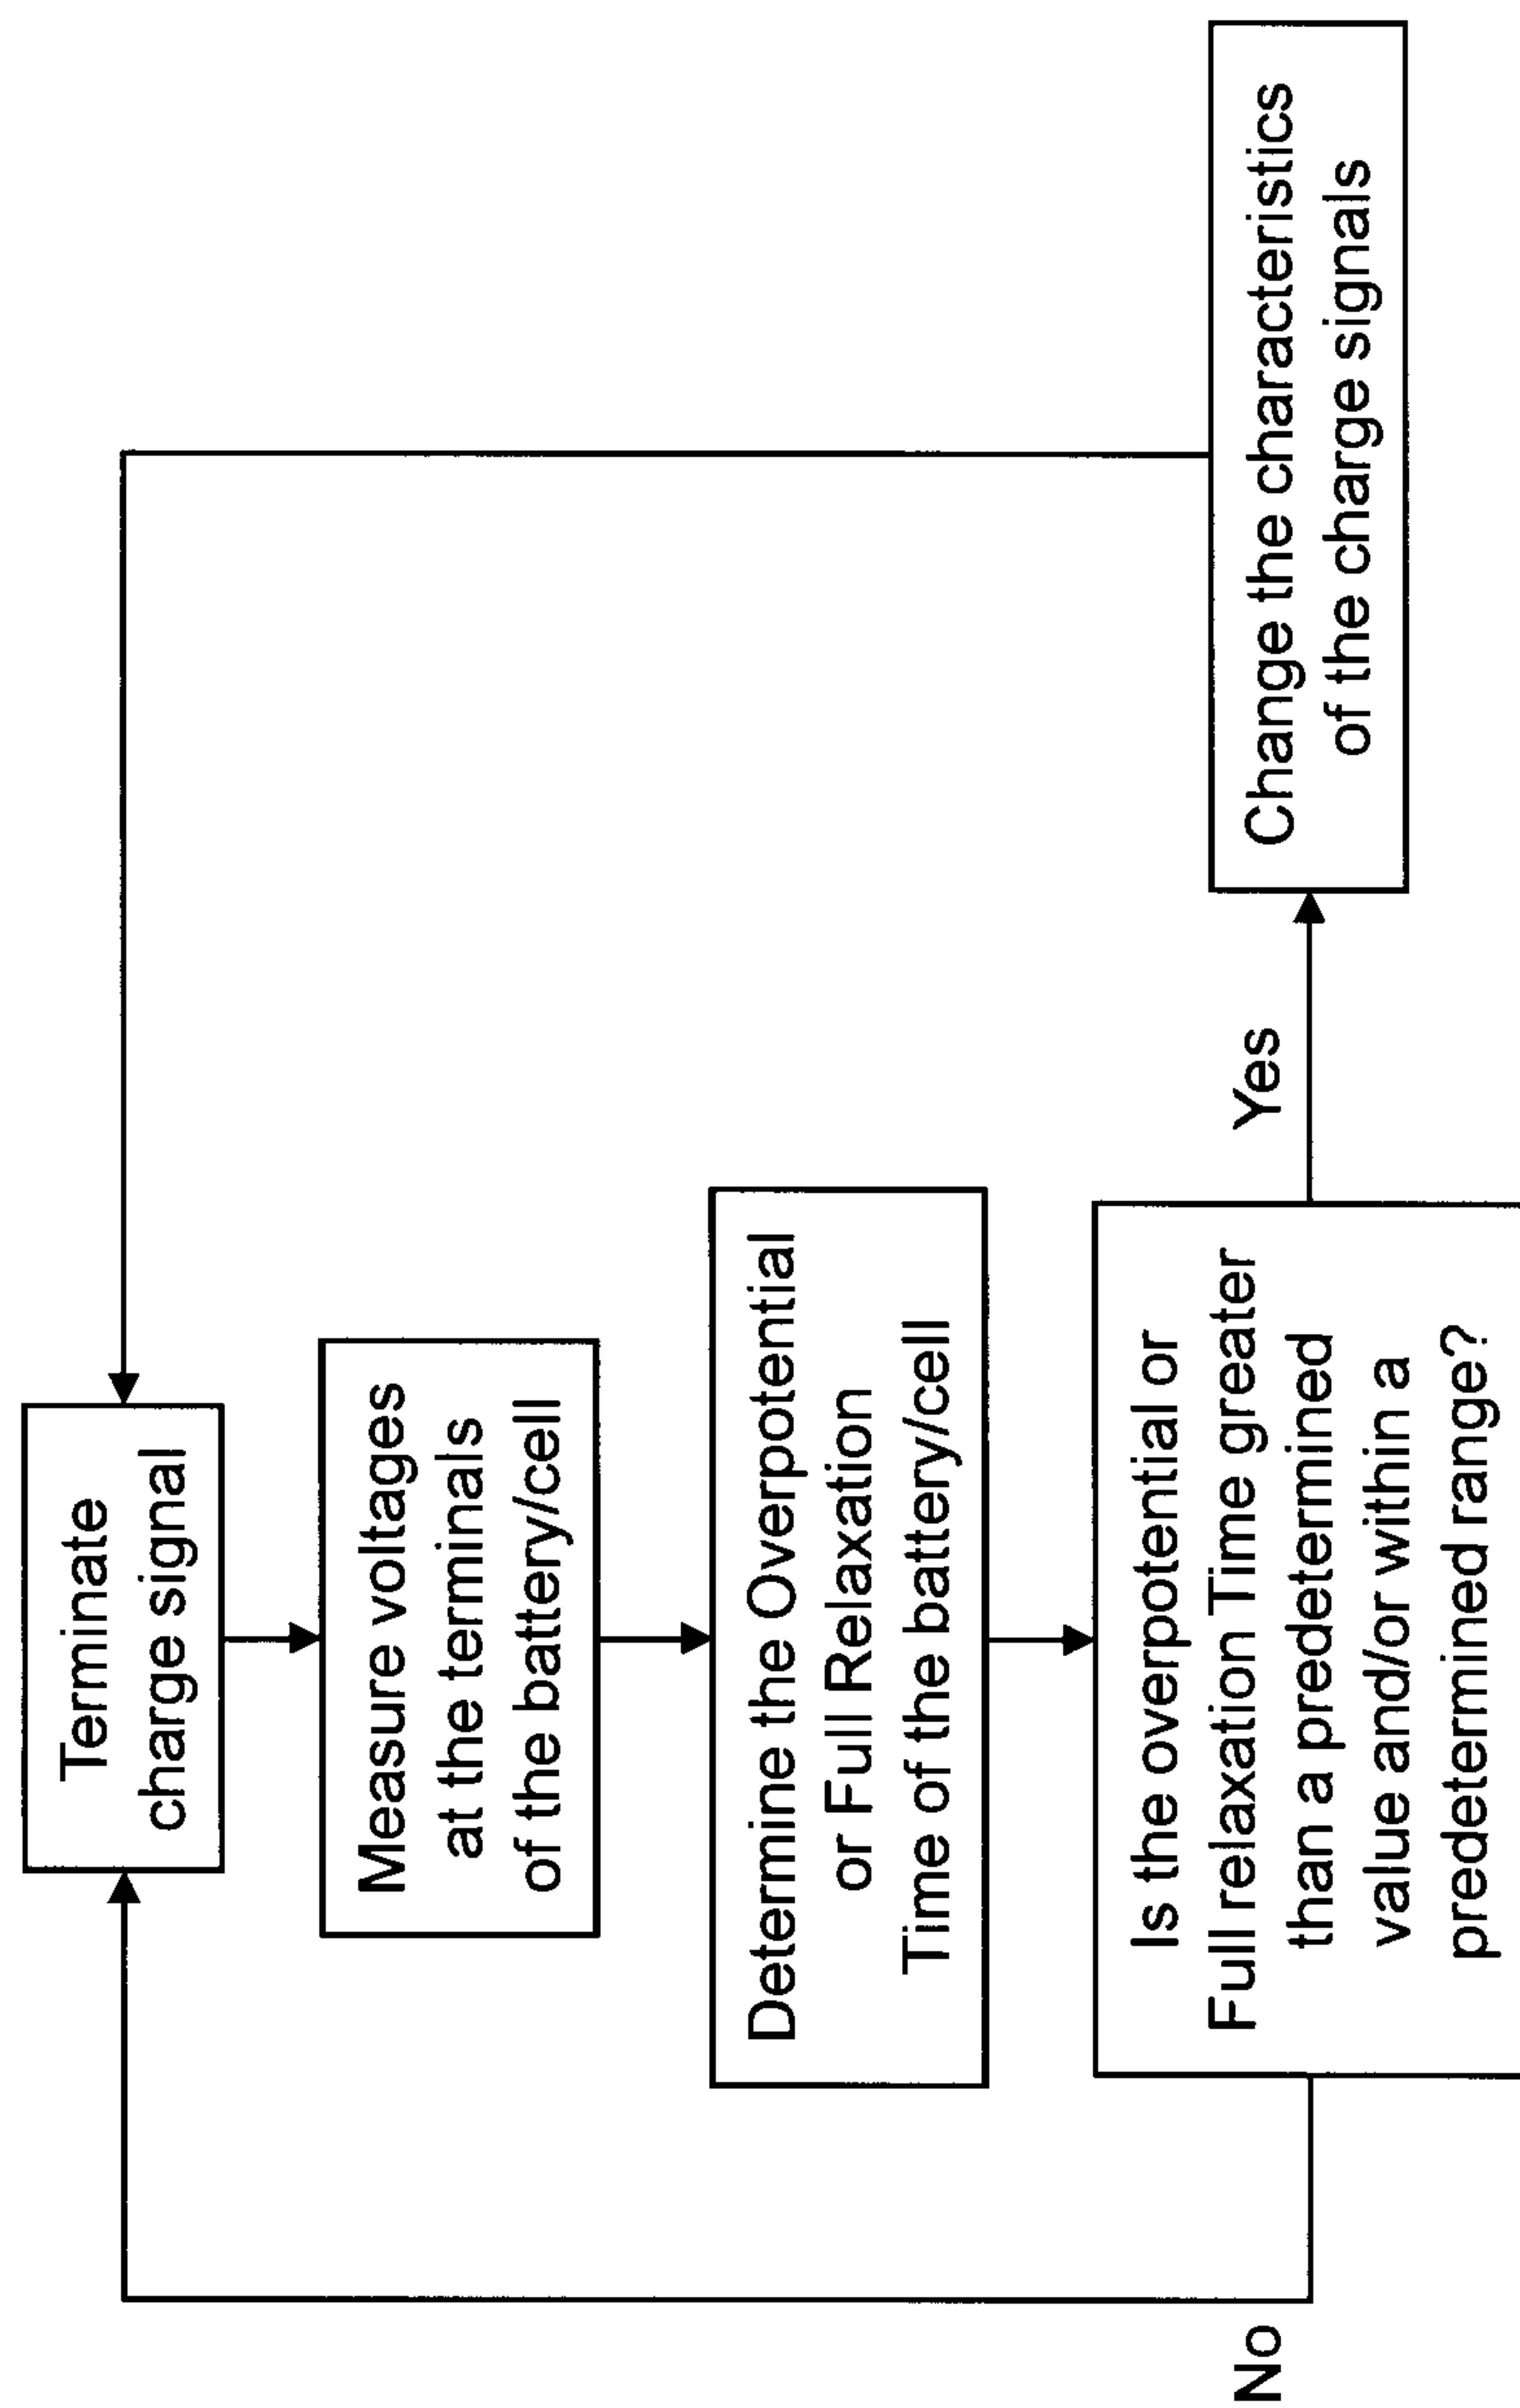 Terminate
charge signal
Measure voltages
at the terminals
of the battery/cell
Determine the Overpotential
or Full Relaxation
Time of the battery/cell
Is the overpotential or
Full relaxation Time greater
than a predetermined
value and/or within a
predetermined range?
No
Yes
Change the characteristics
of the charge signals